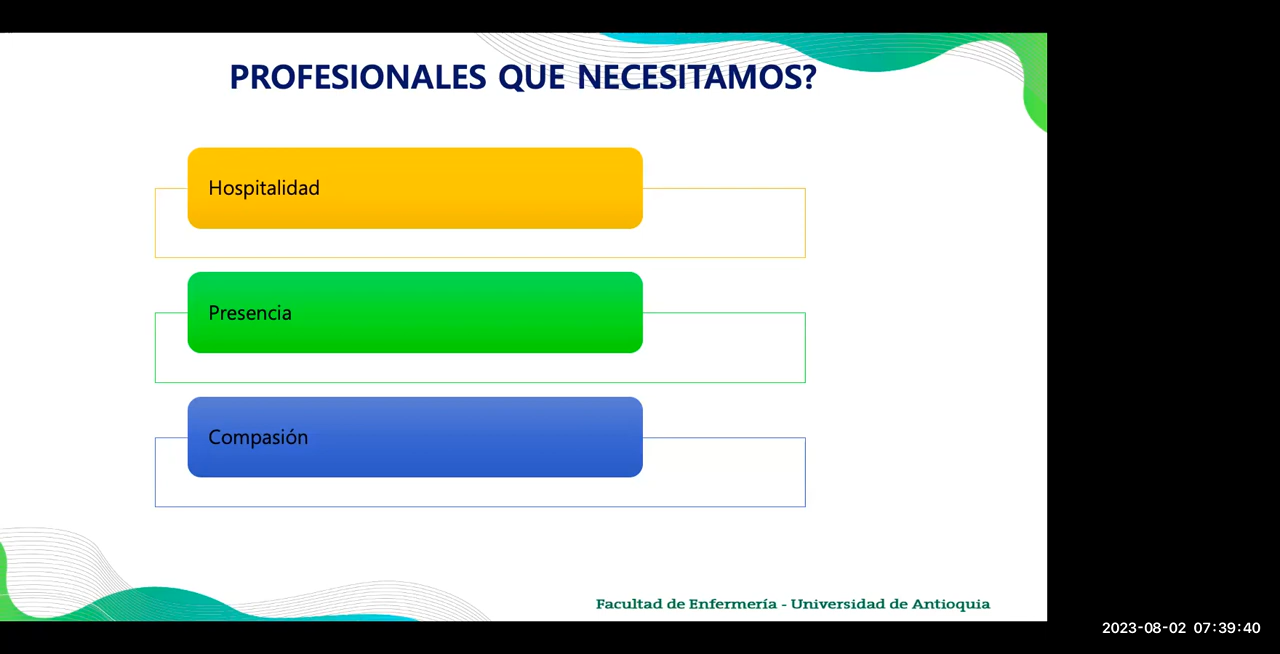 PROFESIONALES QUE NECESITAMOS?
Hospitalidad
Presencia
Compasión
Facultad de Enfermería - Universidad de Antioquia
2023-08-02 07:39:40